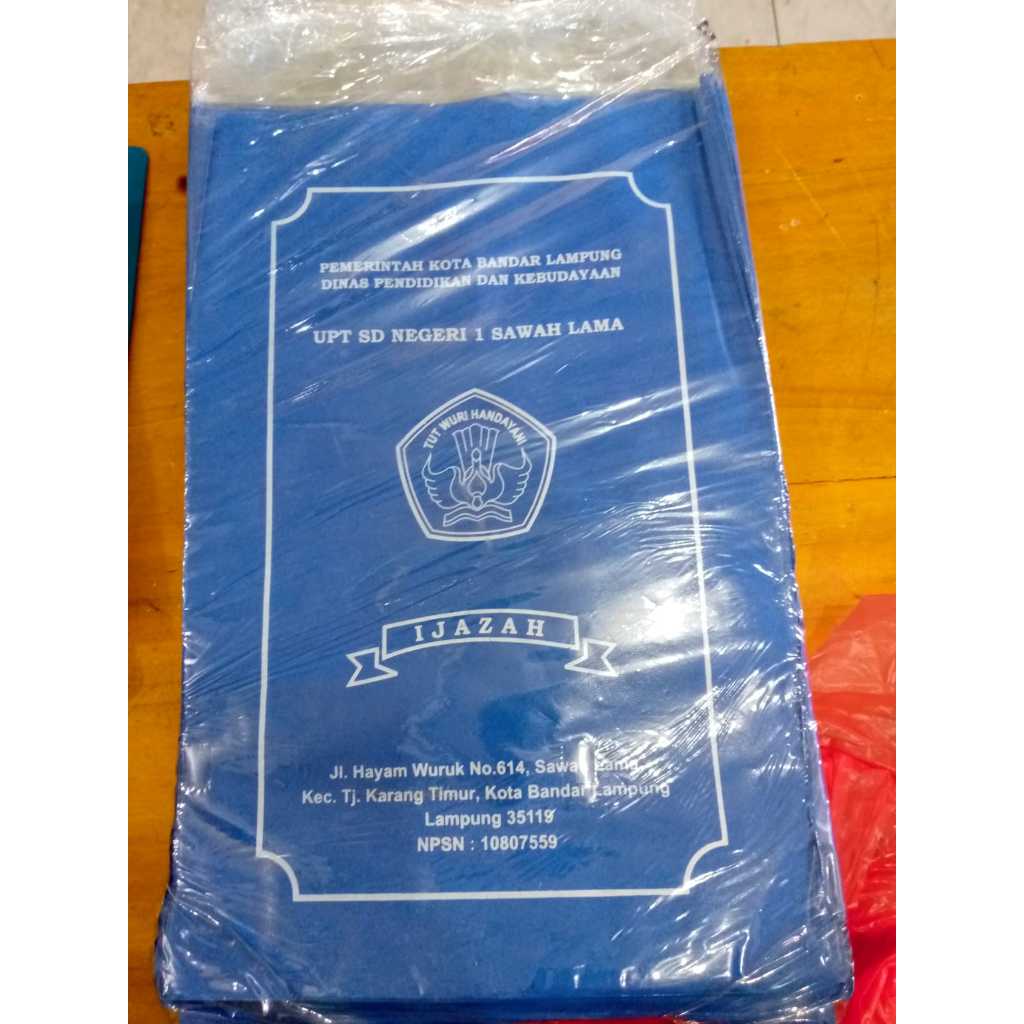 PEMERINTAH KOTA BANDAR LAMPUNG
DINAS PENDIDIKAN DAN KEBUDAYAAN
UPT SD NEGERI 1 SAWAH LAMA
TUT WURI HANDAYANI
IJAZAH
Jl. Hayam Wuruk No.614, Sawah Lama,
Kec. Tj. Karang Timur, Kota Bandar Lampung
Lampung 35119
NPSN : 10807559